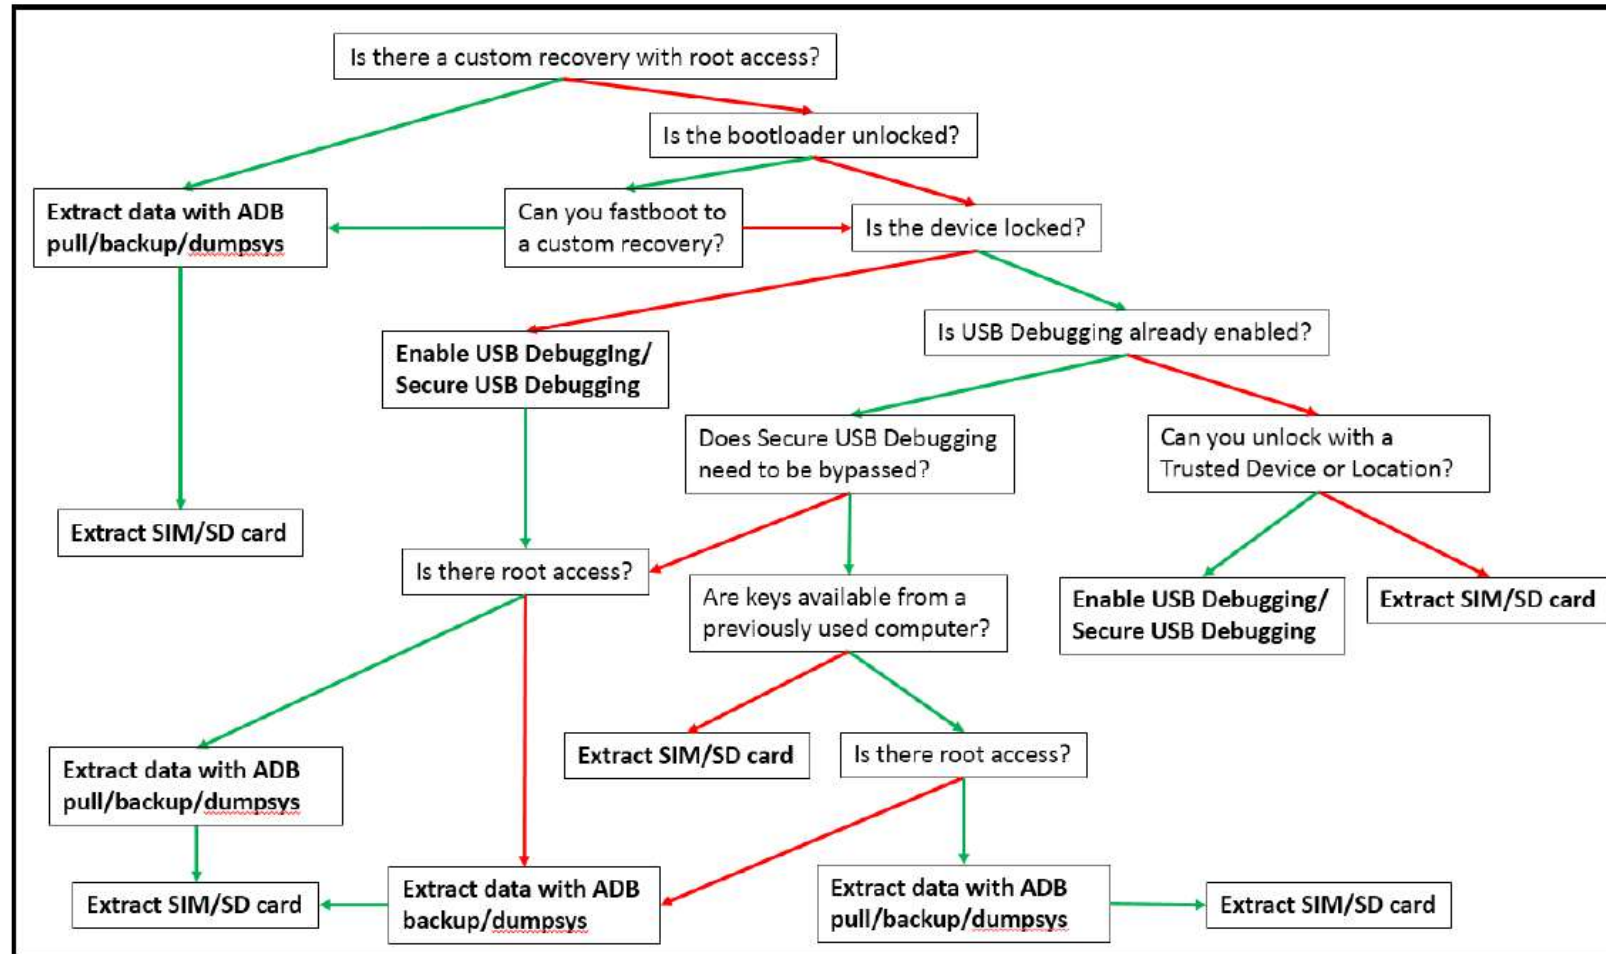 Is there a custom recovery with root access?
Is the bootloader unlocked?
Extract data with ADB
pull/backup/dumpsys
Can you fastboot to
a custom recovery?
Is the device locked?
Is USB Debugging already enabled?
Enable USB Debugging/
Secure USB Debugging
Does Secure USB Debugging
need to be bypassed?
Can you unlock with a
Trusted Device or Location?
Extract SIM/SD card
Is there root access?
Are keys available from a
previously used computer?
Enable USB Debugging/
Secure USB Debugging
Extract SIM/SD card
Extract data with ADB
pull/backup/dumpsys
Extract SIM/SD card
Is there root access?
Extract SIM/SD card
Extract data with ADB
backup/dumpsys
Extract data with ADB
pull/backup/dumpsys
Extract SIM/SD card